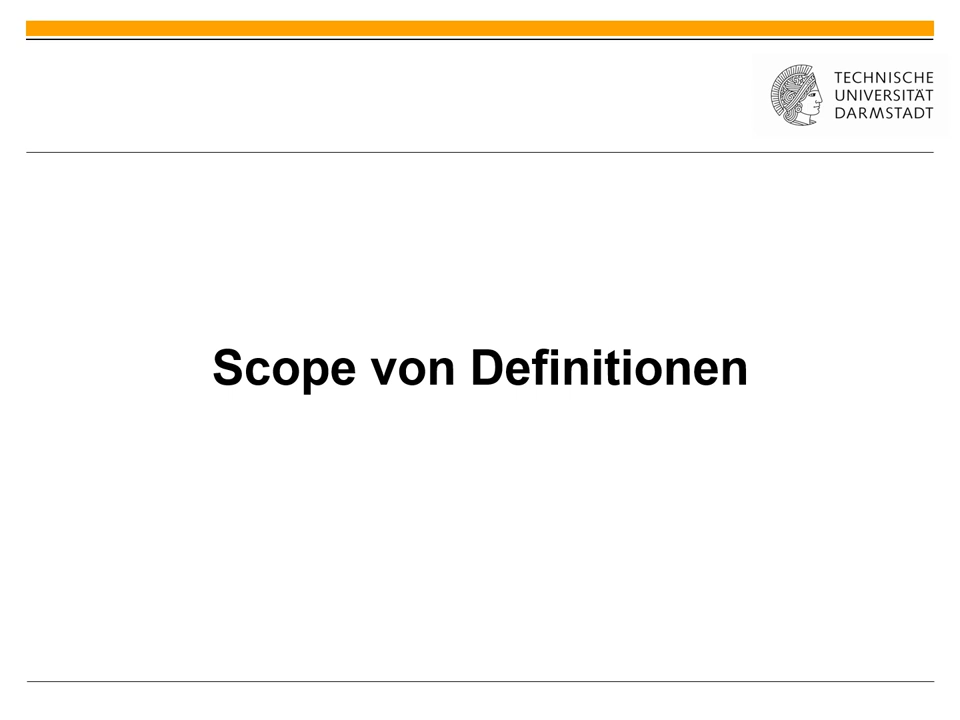 TECHNISCHE
UNIVERSITÄT
DARMSTADT
Scope von Definitionen